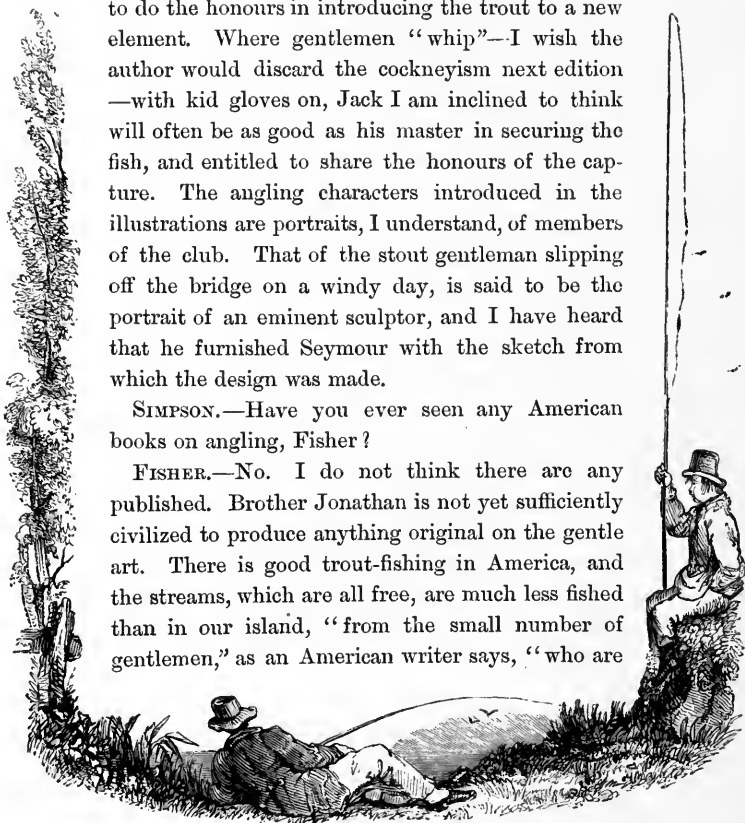 to do the honours in introducing the trout to a new
element. Where gentlemen “whip”—I wish the
author would discard the cockneyism next edition
—with kid gloves on, Jack I am inclined to think
will often be as good as his master in securing the
fish, and entitled to share the honours of the cap-
ture. The angling characters introduced in the
illustrations are portraits, I understand, of members
of the club. That of the stout gentleman slipping
off the bridge on a windy day, is said to be the
portrait of an eminent sculptor, and I have heard
that he furnished Seymour with the sketch from
which the design was made.
SIMPSON.—Have you ever seen any American
books on angling, Fisher?
FISHER.—No. I do not think there are any
published. Brother Jonathan is not yet sufficiently
civilized to produce anything original on the gentle
art. There is good trout-fishing in America, and
the streams, which are all free, are much less fished
than in our island, “from the small number of
gentlemen,” as an American writer says, “who are